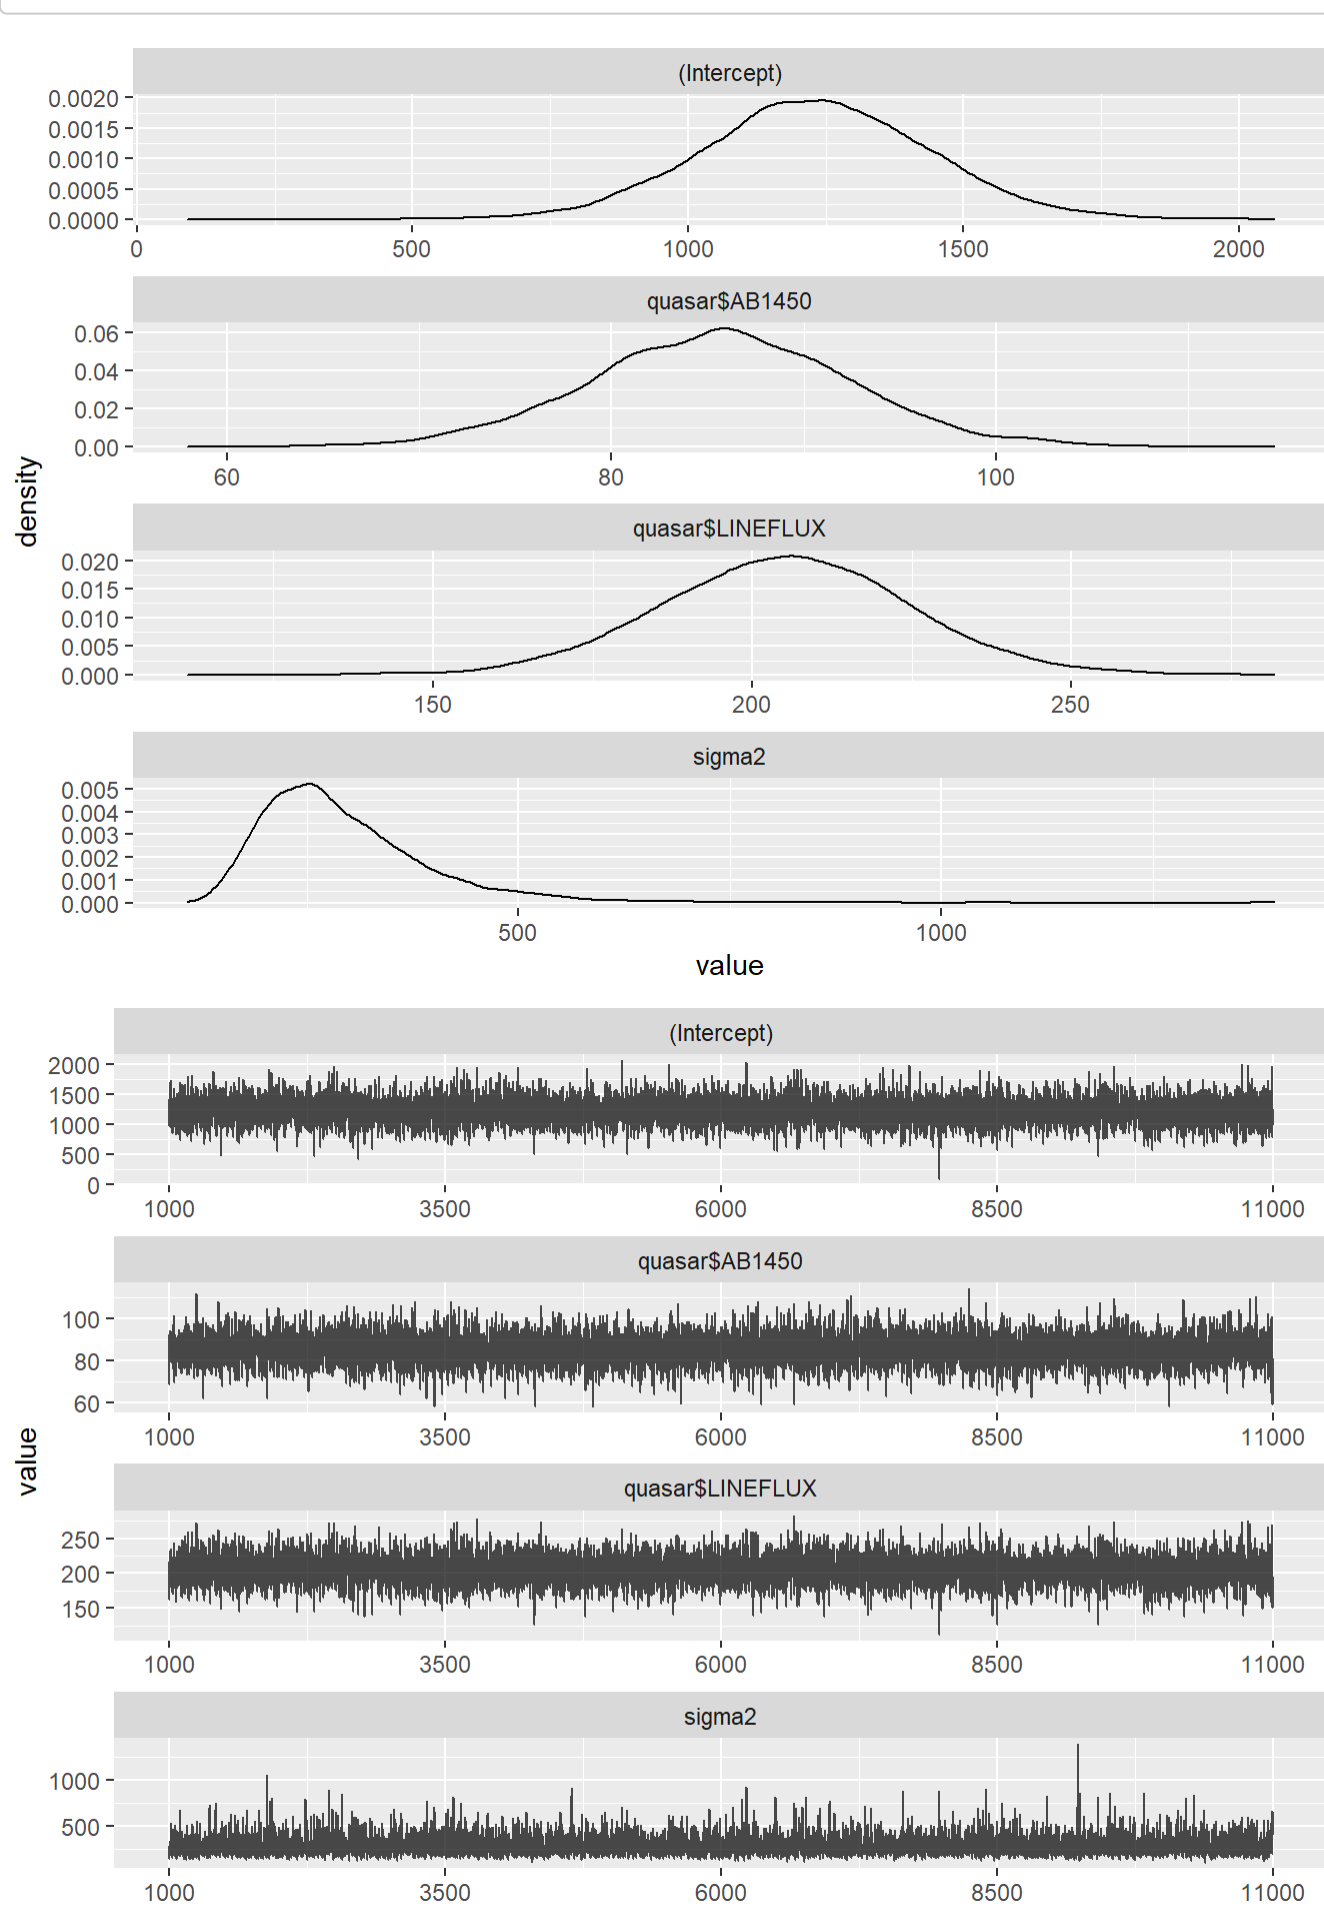 (Intercept)
0.0020
0.0015
0.0010
0.0005
0.0000
0 500 1000 1500 2000
quasar$AB1450
0.06
0.04
0.02
0.00
60 80 100
density
quasar$LINEFLUX
0.020
0.015
0.010
0.005
0.000
150 200 250
sigma2
0.005
0.004
0.003
0.002
0.001
0.000
500 1000
value
(Intercept)
2000
1500
1000
500
0
1000 3500 6000 8500 11000
quasar$AB1450
100
80
60
1000 3500 6000 8500 11000
value
quasar$LINEFLUX
250
200
150
1000 3500 6000 8500 11000
sigma2
1000
500
1000 3500 6000 8500 11000